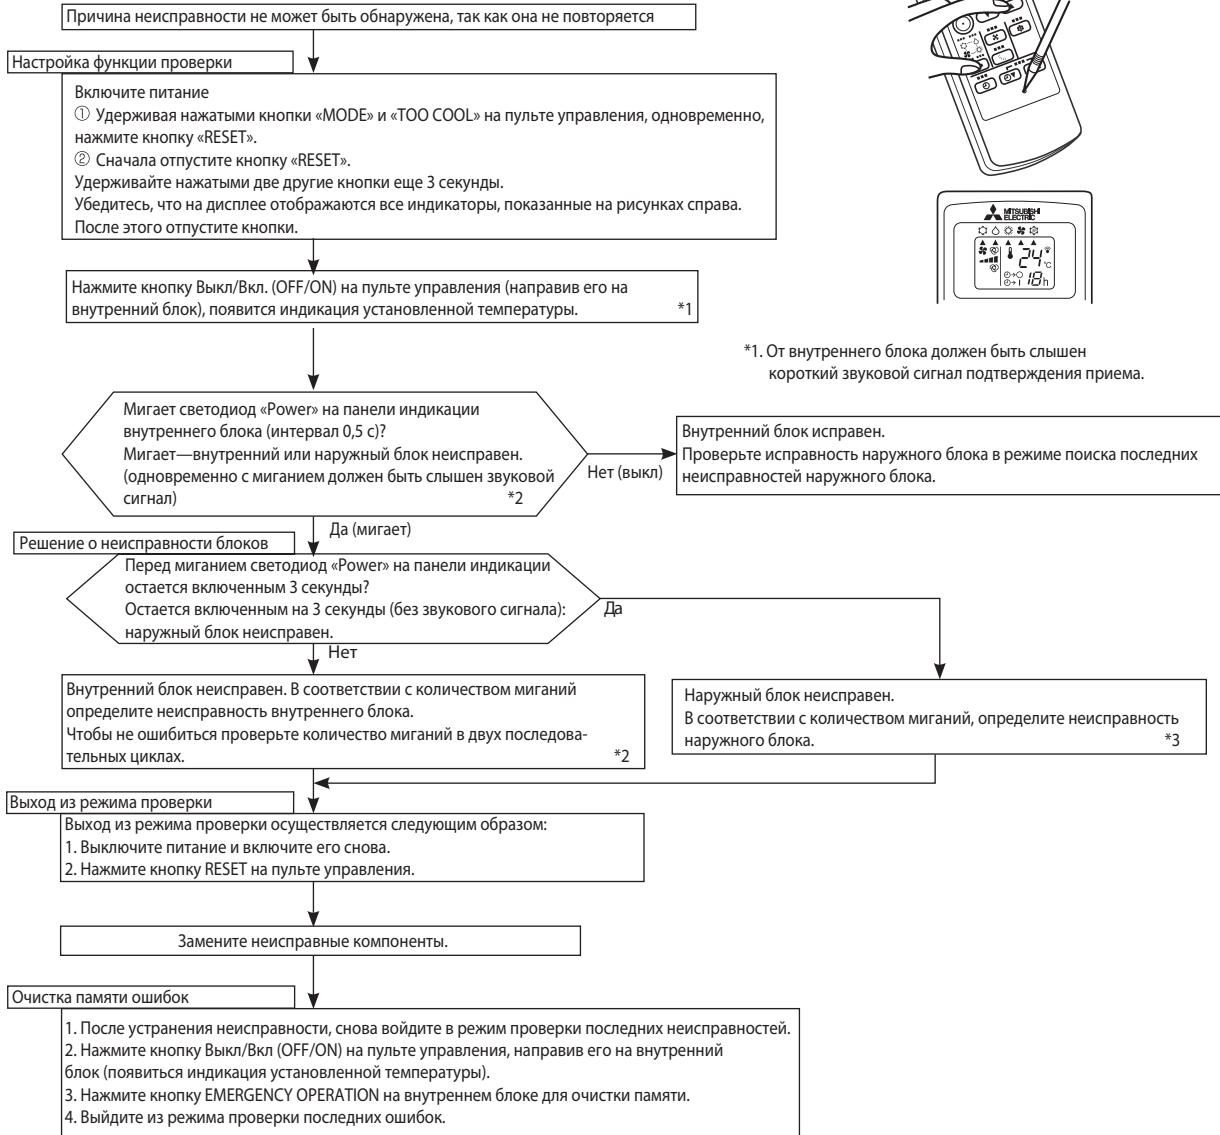 Причина неисправности не может быть обнаружена, так как она не повторяется
Настройка функции проверки
Включите питание
① Удерживая нажатыми кнопки «MODE» и «TOO COOL» на пульте управления, одновременно,
нажмите кнопку «RESET».
② Сначала отпустите кнопку «RESET».
Удерживайте нажатыми две другие кнопки еще 3 секунды.
Убедитесь, что на дисплее отображаются все индикаторы, показанные на рисунках справа.
После этого отпустите кнопки.
MITSUBISHI
ELECTRIC
24 °C
18 h
Нажмите кнопку Выкл/Вкл. (OFF/ON) на пульте управления (направив его на
внутренний блок), появится индикация установленной температуры. *1
*1. От внутреннего блока должен быть слышен
короткий звуковой сигнал подтверждения приема.
Мигает светодиод «Power» на панели индикации
внутреннего блока (интервал 0,5 с)?
Мигает—внутренний или наружный блок неисправен.
(одновременно с миганием должен быть слышен звуковой
сигнал) *2
Нет (выкл)
Внутренний блок исправен.
Проверьте исправность наружного блока в режиме поиска последних
неисправностей наружного блока.
Да (мигает)
Решение о неисправности блоков
Перед миганием светодиод «Power» на панели индикации
остается включенным 3 секунды?
Остается включенным на 3 секунды (без звукового сигнала):
наружный блок неисправен.
Да
Нет
Внутренний блок неисправен. В соответствии с количеством миганий
определите неисправность внутреннего блока.
Чтобы не ошибиться проверьте количество миганий в двух последова-
тельных циклах. *2
Наружный блок неисправен.
В соответствии с количеством миганий, определите неисправность
наружного блока. *3
Выход из режима проверки
Выход из режима проверки осуществляется следующим образом:
1. Выключите питание и включите его снова.
2. Нажмите кнопку RESET на пульте управления.
Замените неисправные компоненты.
Очистка памяти ошибок
1. После устранения неисправности, снова войдите в режим проверки последних неисправностей.
2. Нажмите кнопку Выкл/Вкл (OFF/ON) на пульте управления, направив его на внутренний
блок (появиться индикация установленной температуры).
3. Нажмите кнопку EMERGENCY OPERATION на внутреннем блоке для очистки памяти.
4. Выйдите из режима проверки последних ошибок.